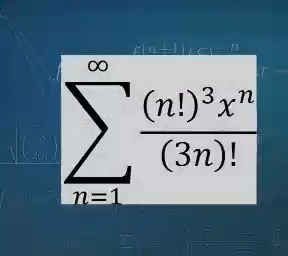 ∞
∑ (n!)³xⁿ / (3n)!
n=1